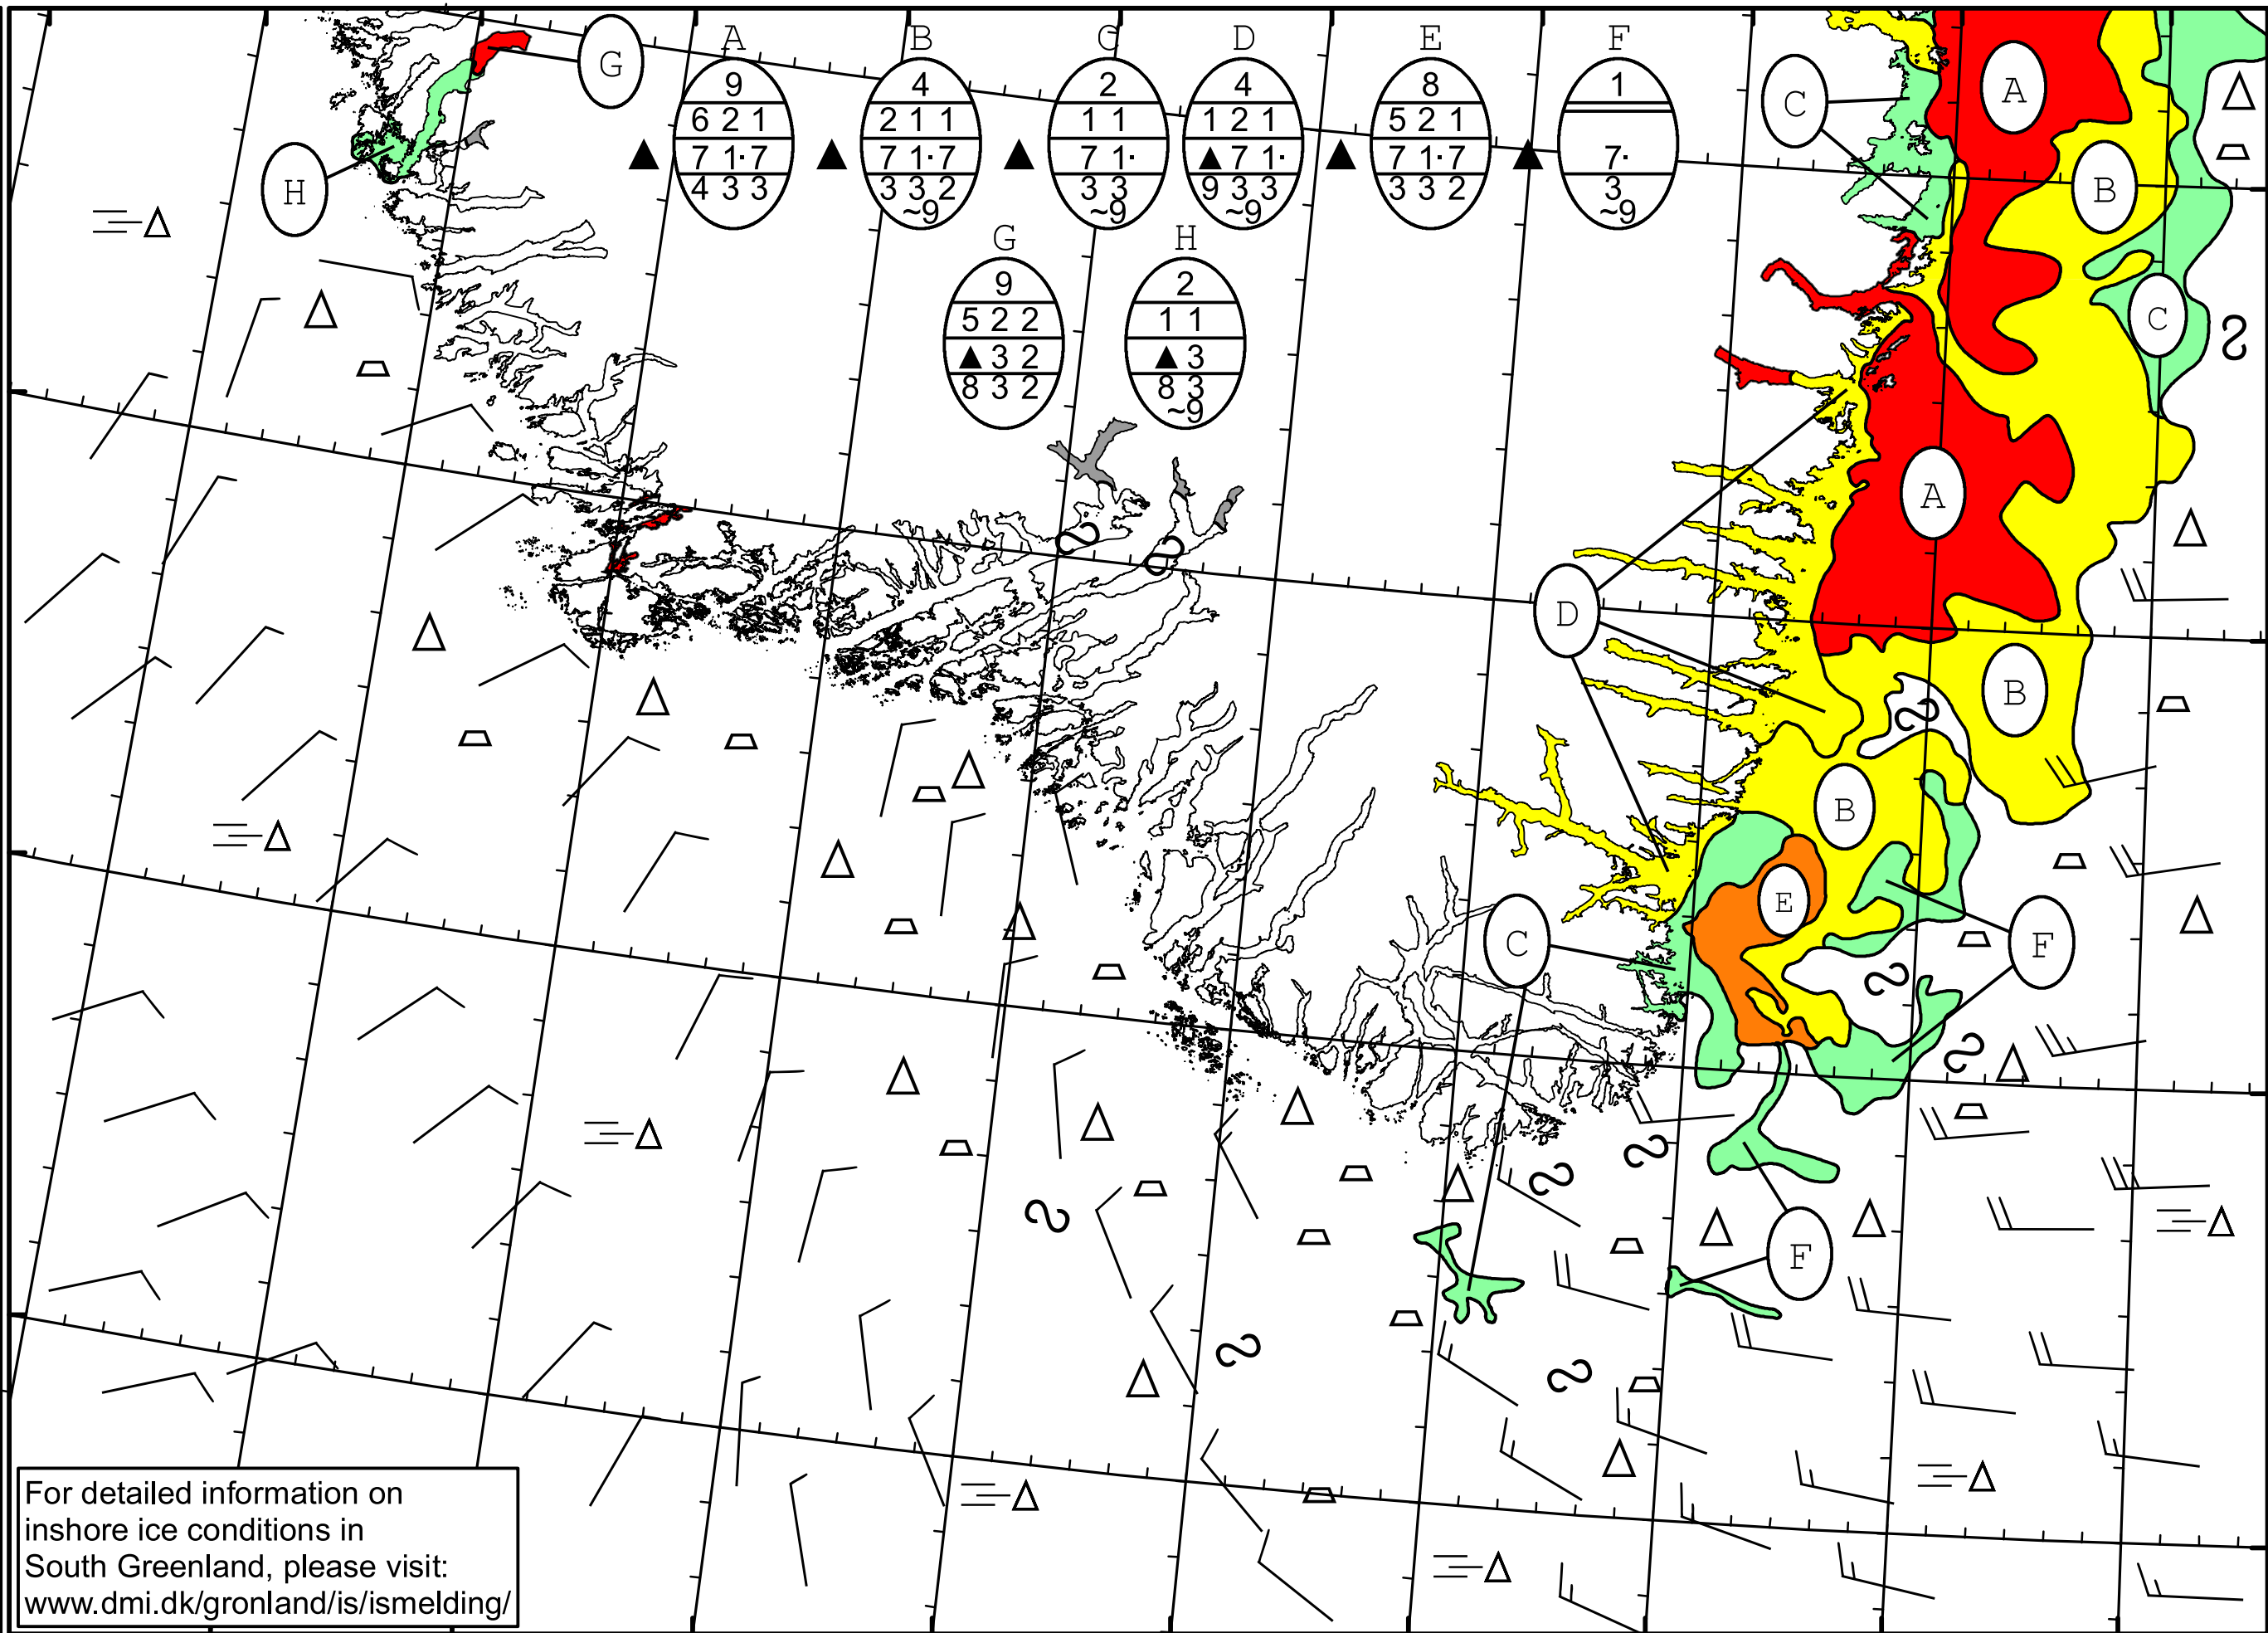 A B C D E F
9
6 2 1
▲ 7 1· 7
4 3 3
4
2 1 1
▲ 7 1· 7
3 3 2
~9
2
1 1
▲ 7 1·
3 3
~9
4
1 2 1
▲ 7 1·
9 3 3
~9
8
5 2 1
▲ 7 1· 7
3 3 2
1
▲ 7·
3
~9
G H
9
5 2 2
▲ 3 2
8 3 2
2
1 1
▲ 3
8 3
~9
G
H
C
A
B
C
A
D
B
B
E
C
F
F
For detailed information on
inshore ice conditions in
South Greenland, please visit:
www.dmi.dk/gronland/is/ismelding/